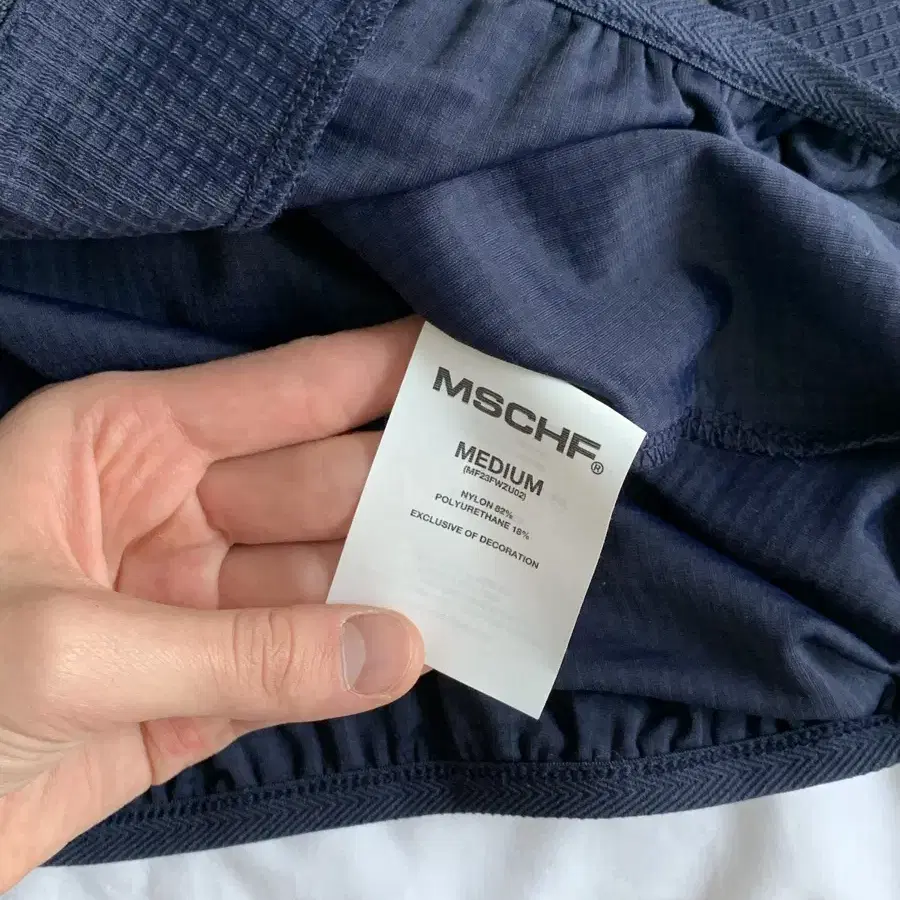 MSCHF®
MEDIUM
(MF23FWZU02)
NYLON 82%
POLYURETHANE 18%
EXCLUSIVE OF DECORATION